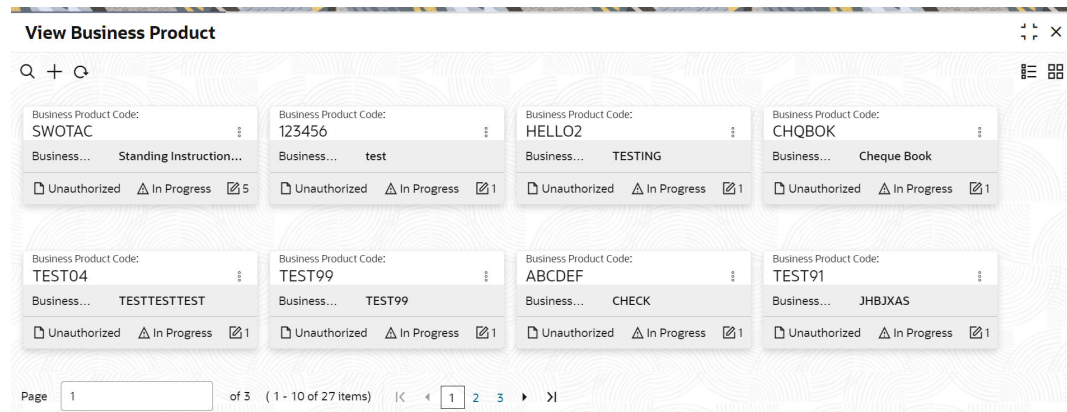 View Business Product
Business Product Code: Business Product Code: Business Product Code: Business Product Code:
SWOTAC 123456 HELLO2 CHQBOK
Business... Standing Instruction... Business... test Business... TESTING Business... Cheque Book
Unauthorized In Progress 5 Unauthorized In Progress 1 Unauthorized In Progress 1 Unauthorized In Progress 1
Business Product Code: Business Product Code: Business Product Code: Business Product Code:
TEST04 TEST99 ABCDEF TEST91
Business... TESTTESTTEST Business... TEST99 Business... CHECK Business... JHBJXAS
Unauthorized In Progress 1 Unauthorized In Progress 1 Unauthorized In Progress 1 Unauthorized In Progress 1
Page 1 of 3 ( 1 - 10 of 27 items) 1 2 3